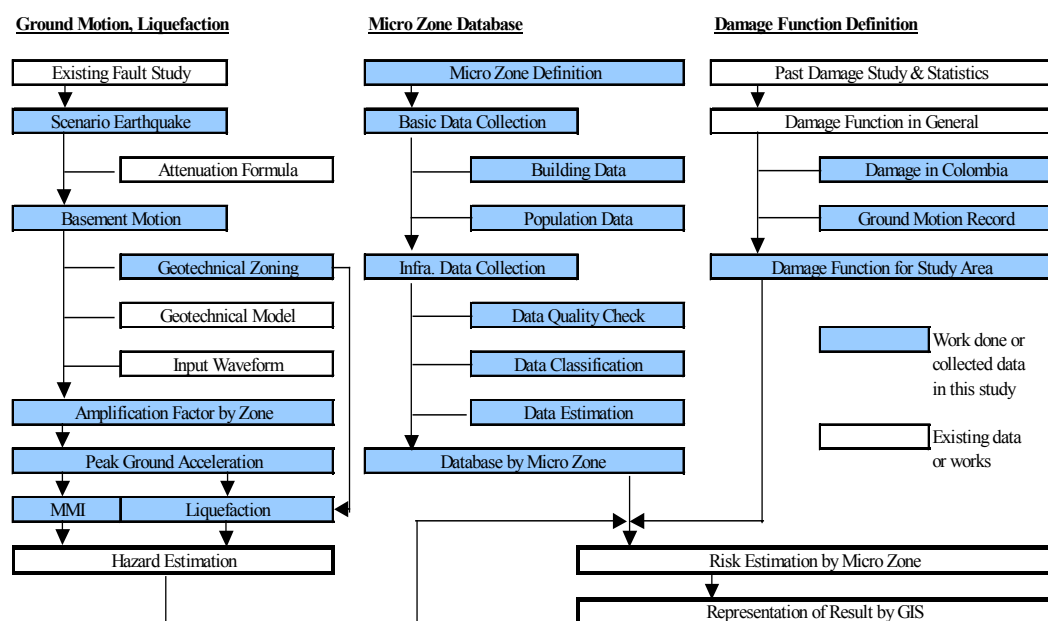 Ground Motion, Liquefaction
Existing Fault Study
Scenario Earthquake
Attenuation Formula
Basement Motion
Geotechnical Zoning
Geotechnical Model
Input Waveform
Amplification Factor by Zone
Peak Ground Acceleration
MMI
Liquefaction
Hazard Estimation
Micro Zone Database
Micro Zone Definition
Basic Data Collection
Building Data
Population Data
Infra. Data Collection
Data Quality Check
Data Classification
Data Estimation
Database by Micro Zone
Damage Function Definition
Past Damage Study & Statistics
Damage Function in General
Damage in Colombia
Ground Motion Record
Damage Function for Study Area
Work done or
collected data
in this study
Existing data
or works
Risk Estimation by Micro Zone
Representation of Result by GIS